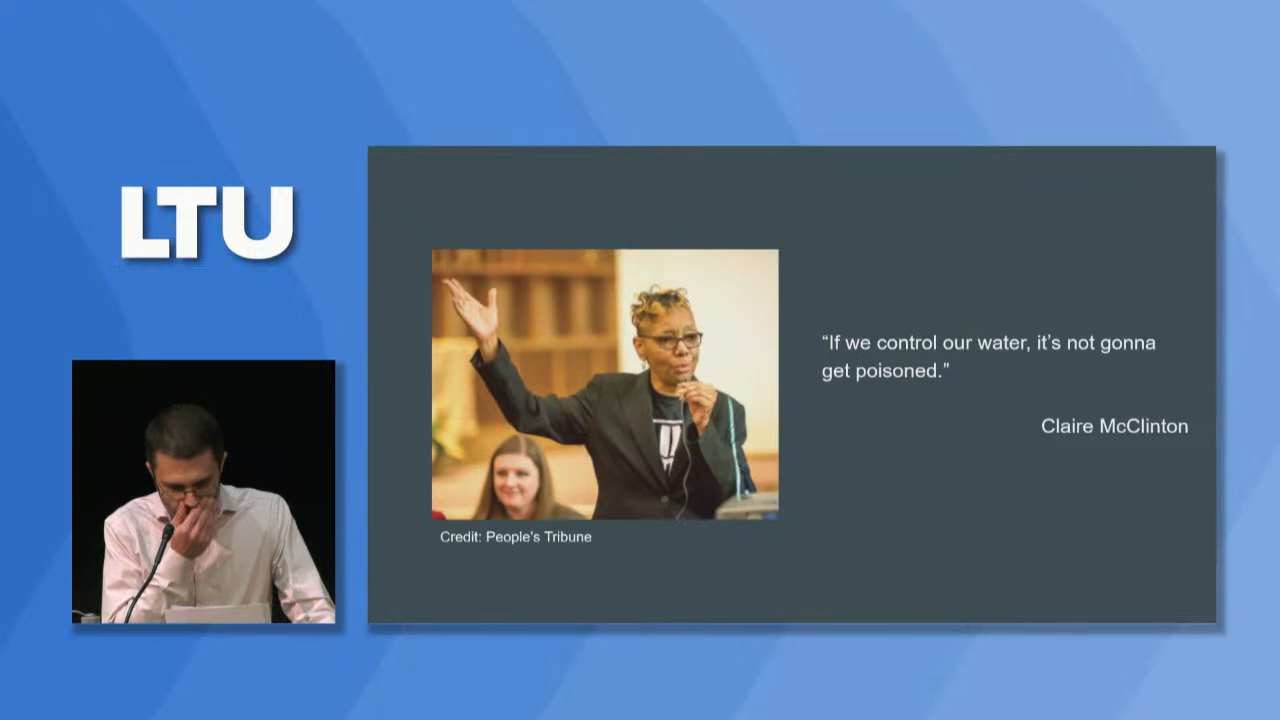 LTU
“If we control our water, it’s not gonna
get poisoned.”
Claire McClinton
Credit: People's Tribune